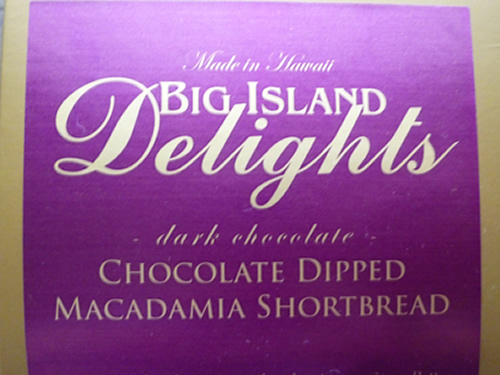 Made in Hawaii
BIG ISLAND
Delights
- dark chocolate -
CHOCOLATE DIPPED
MACADAMIA SHORTBREAD